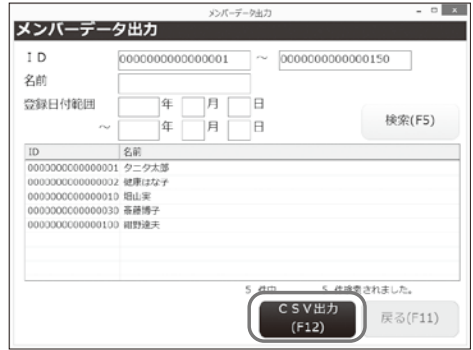 メンバーデータ出力
メンバーデータ出力
ID 0000000000000001 ～ 0000000000000150
名前
登録日付範囲 年 月 日
～ 年 月 日
検索(F5)
ID 名前
0000000000000001 タニタ太郎
0000000000000002 健康はな子
0000000000000010 畑山実
0000000000000030 斎藤博子
0000000000000100 紺野達夫
5 件中 5 件検索されました。
CSV出力
(F12)
戻る(F11)